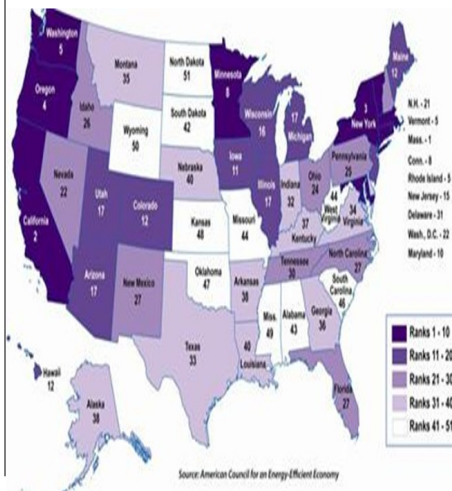 Washington
5
Oregon
4
California
2
Nevada
22
Idaho
26
Montana
35
Wyoming
50
Utah
17
Arizona
17
Colorado
12
New Mexico
27
North Dakota
51
South Dakota
42
Nebraska
40
Kansas
48
Oklahoma
47
Texas
33
Minnesota
8
Iowa
11
Missouri
44
Arkansas
38
40
Louisiana
Wisconsin
16
Illinois
17
17
Michigan
Indiana
32
Ohio
24
37
Kentucky
Tennessee
30
Miss.
49
Alabama
43
Georgia
36
Florida
27
South
Carolina
46
North Carolina
27
34
Virginia
44
West
Virginia
Pennsylvania
25
3
New York
Maine
12
N.H. - 21
Vermont - 5
Mass. - 1
Conn. - 8
Rhode Island - 5
New Jersey - 15
Delaware - 31
Wash, D.C. - 22
Maryland - 10
Hawaii
12
Alaska
38
Ranks 1 - 10
Ranks 11 - 20
Ranks 21 - 30
Ranks 31 - 40
Ranks 41 - 51
Source: American Council for an Energy-Efficient Economy